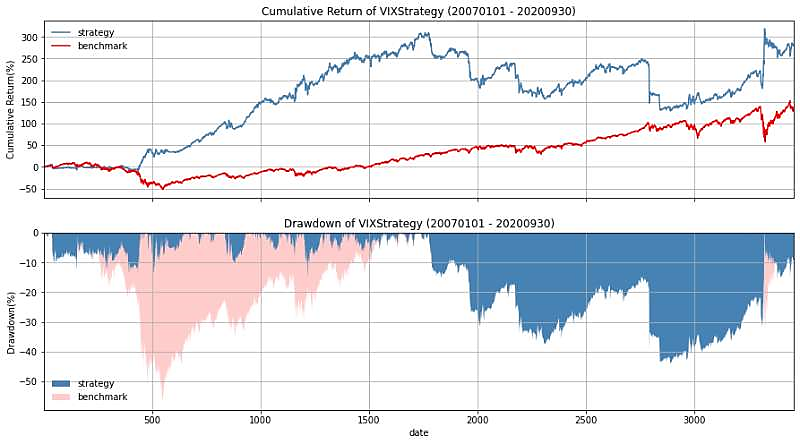 Cumulative Return of VIXStrategy (20070101 - 20200930)
strategy
benchmark
Cumulative Return(%)
300
250
200
150
100
50
0
−50
Drawdown of VIXStrategy (20070101 - 20200930)
Drawdown(%)
0
−10
−20
−30
−40
−50
strategy
benchmark
500
1000
1500
2000
2500
3000
date